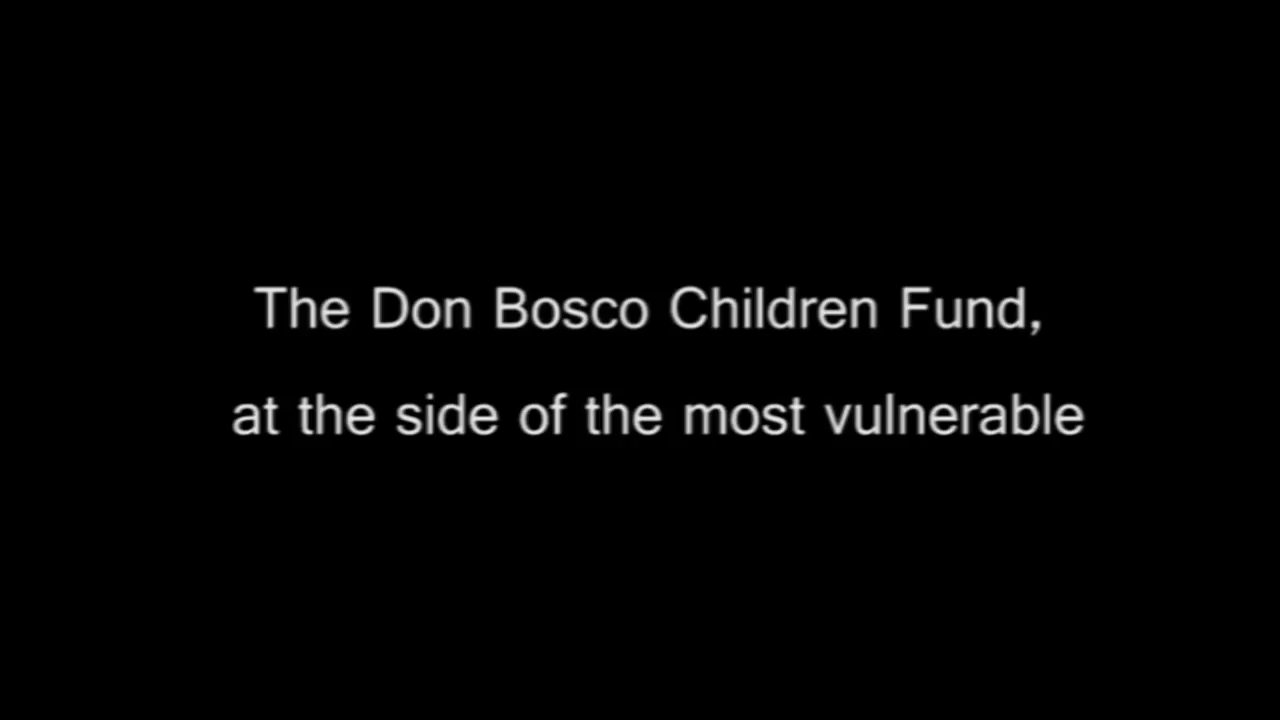 The Don Bosco Children Fund,
at the side of the most vulnerable